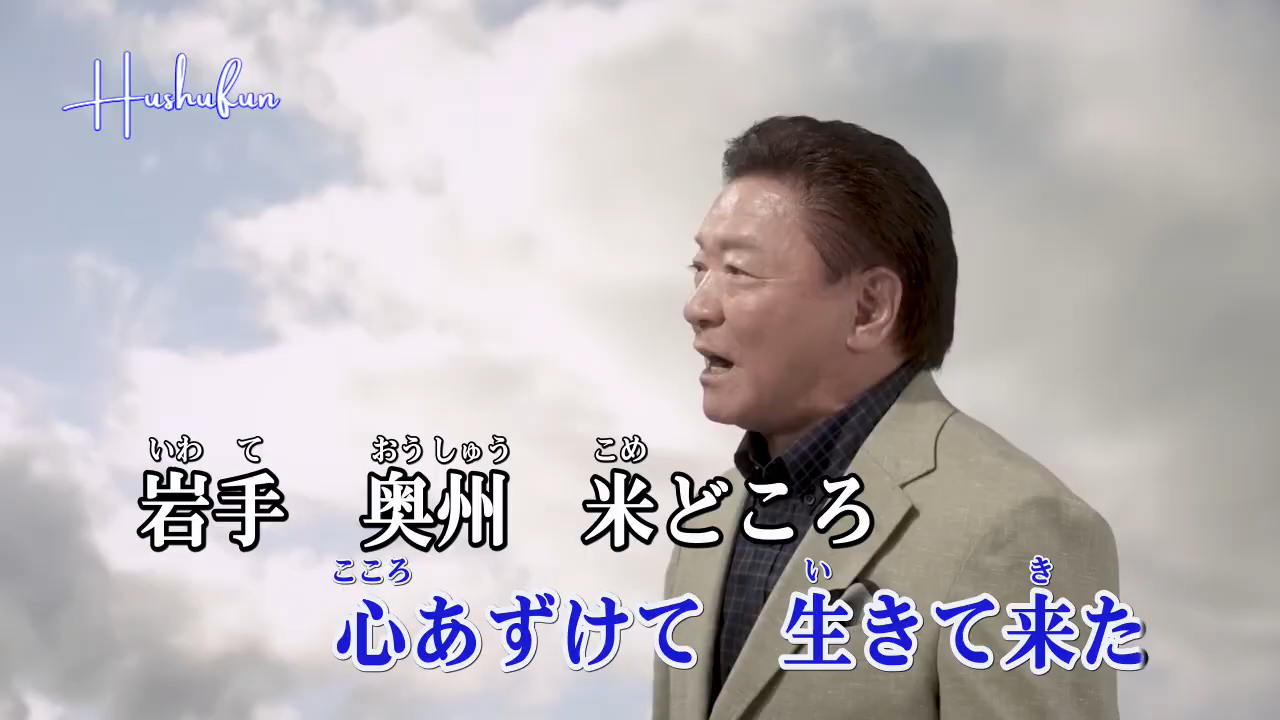 Hushufun
いわ て おうしゅう こめ
岩手 奥州 米どころ
こころ い き
心あずけて 生きて来た